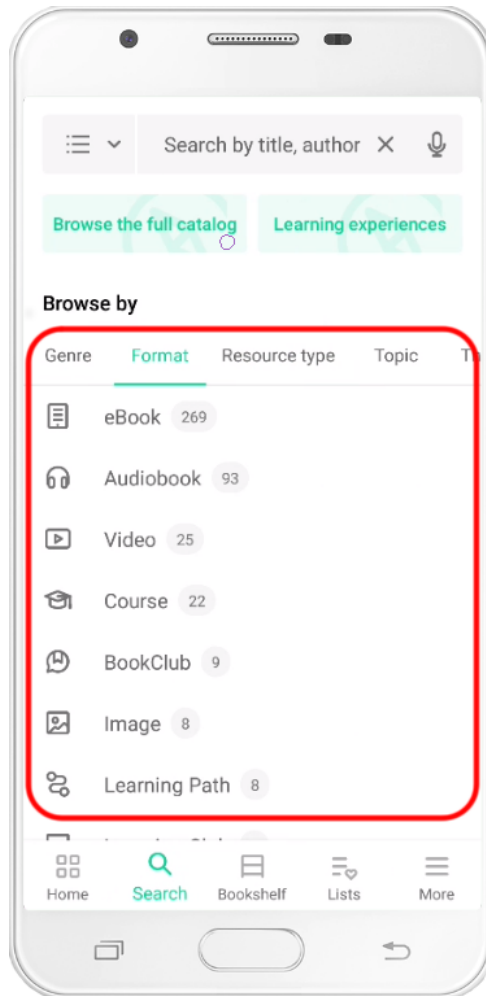 Search by title, author
Browse the full catalog
Learning experiences
Browse by
Genre Format Resource type Topic
eBook 269
Audiobook 93
Video 25
Course 22
BookClub 9
Image 8
Learning Path 8
Home Search Bookshelf Lists More